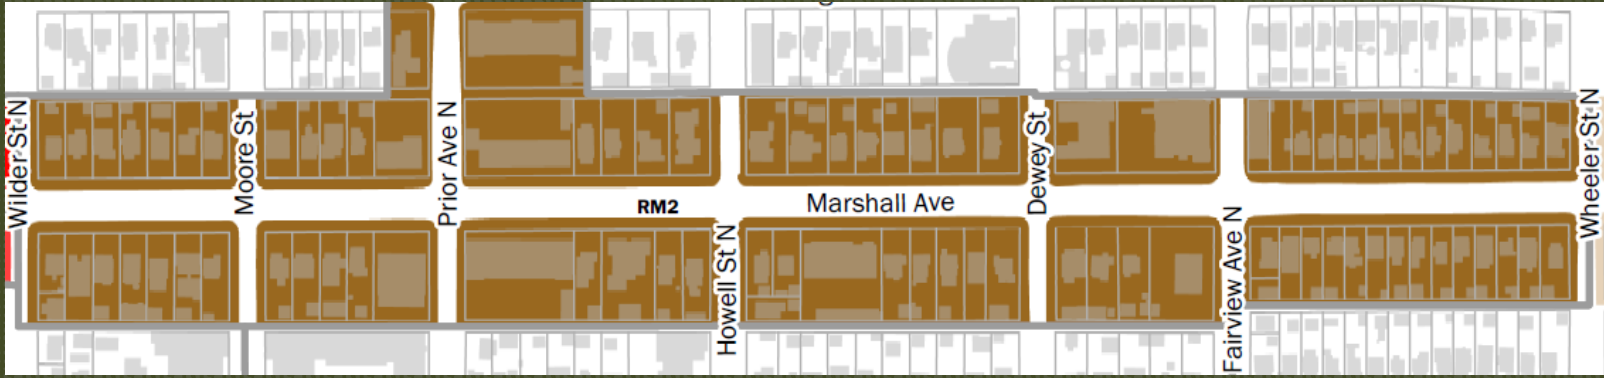 Wilder St N
Moore St
Prior Ave N
RM2
Howell St N
Marshall Ave
Dewey St
Fairview Ave N
Wheeler St N